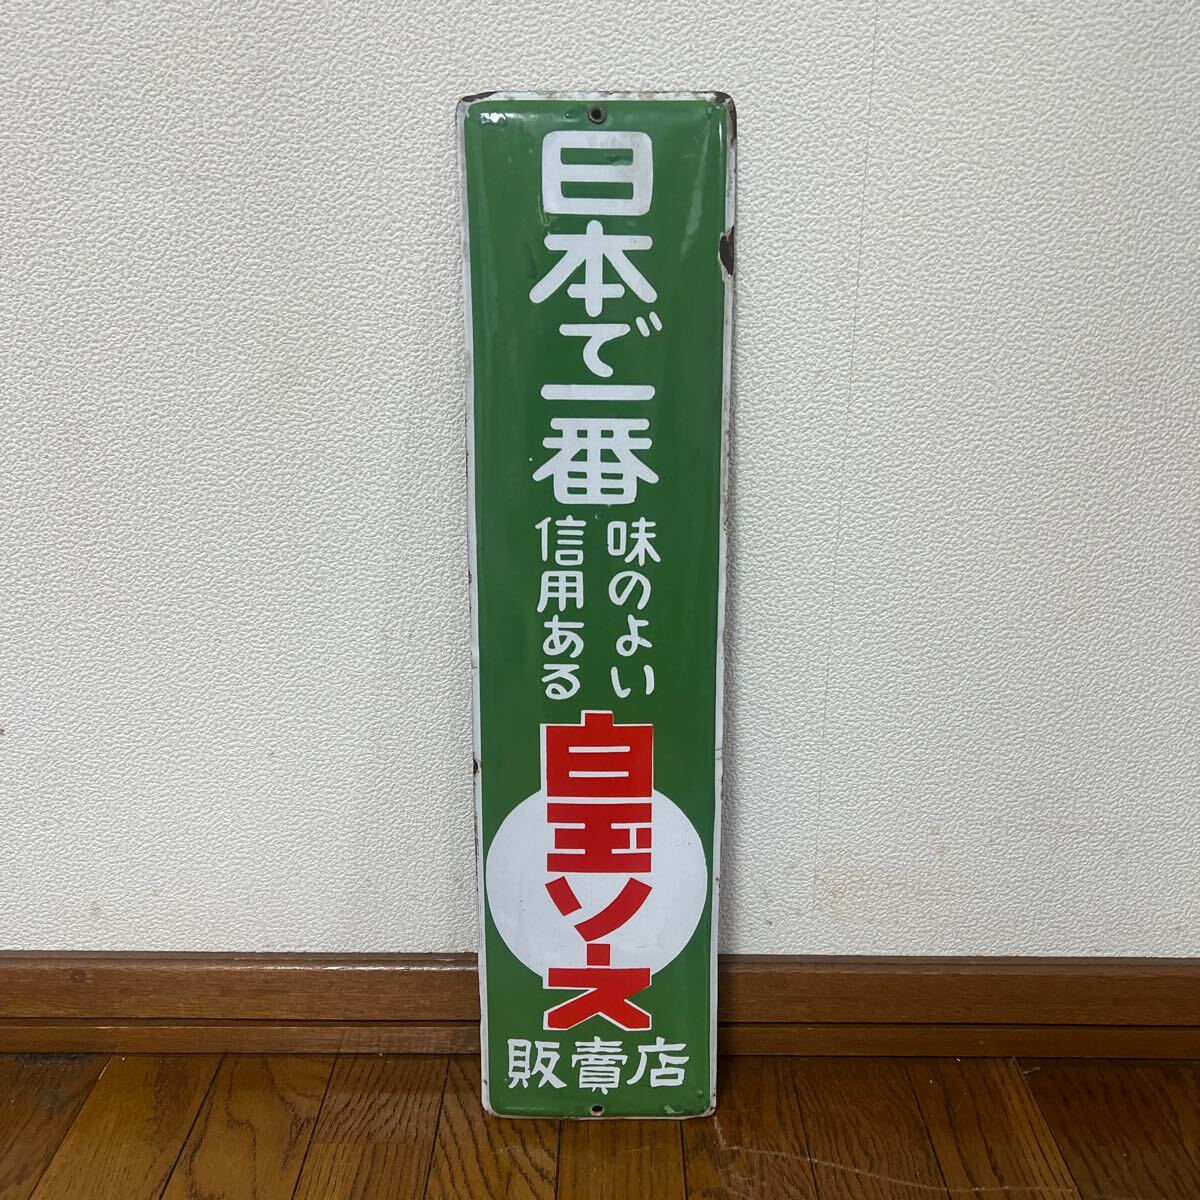 日本で一番
味のよい
信用ある
白玉ソース
販賣店